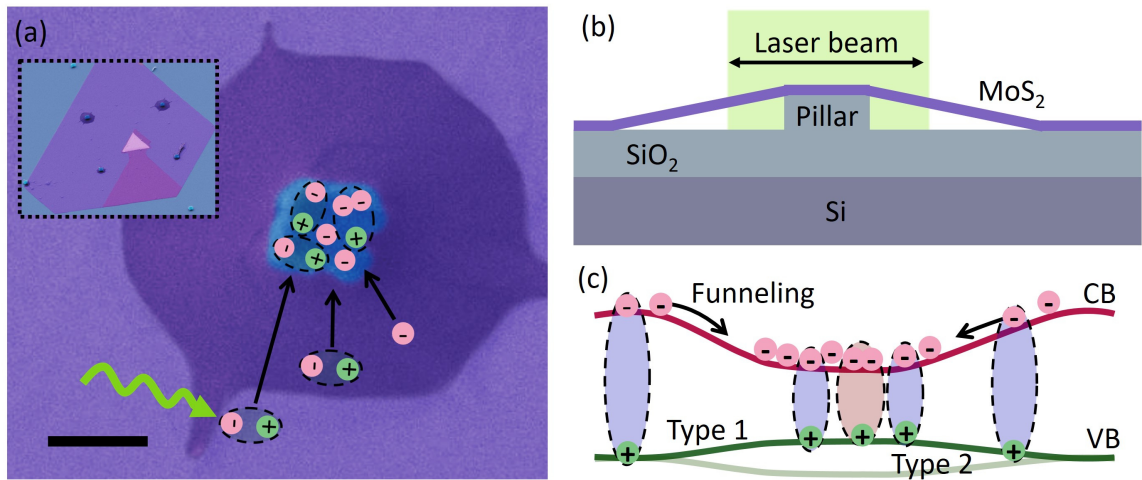 (a)
(b)
Laser beam
MoS₂
Pillar
SiO₂
Si
(c)
Funneling
CB
Type 1
VB
Type 2